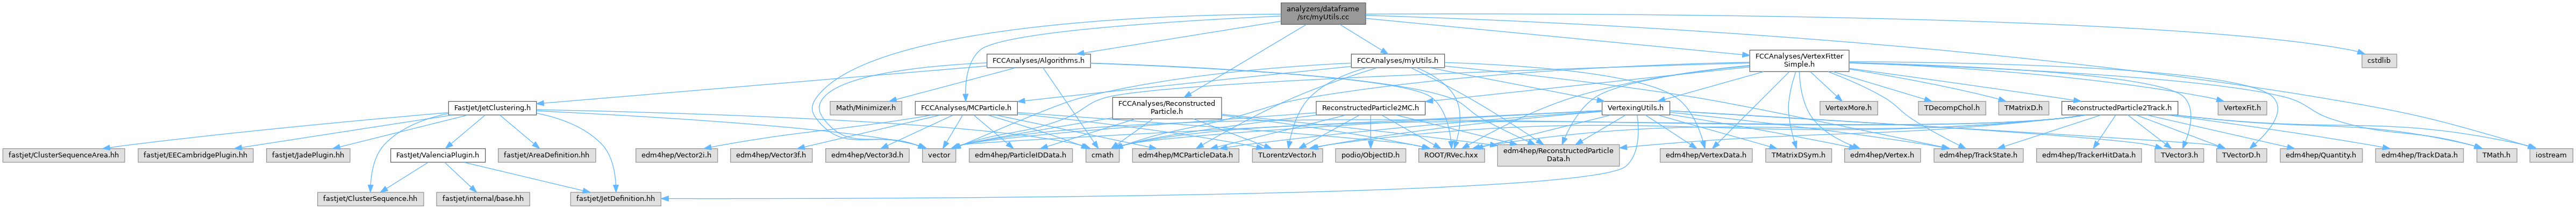 analyzers/dataframe
/src/myUtils.cc
FCCAnalyses/Algorithms.h
FCCAnalyses/myUtils.h
FCCAnalyses/VertexFitter
Simple.h
cstdlib
Math/Minimizer.h
FastJet/JetClustering.h
FCCAnalyses/MCParticle.h
FCCAnalyses/Reconstructed
Particle.h
ReconstructedParticle2MC.h
VertexingUtils.h
VertexMore.h
TDecompChol.h
TMatrixD.h
ReconstructedParticle2Track.h
VertexFit.h
fastjet/ClusterSequenceArea.hh
fastjet/EECambridgePlugin.hh
fastjet/JadePlugin.hh
FastJet/ValenciaPlugin.h
fastjet/AreaDefinition.hh
edm4hep/Vector2i.h
edm4hep/Vector3f.h
edm4hep/Vector3d.h
vector
edm4hep/ParticleIDData.h
cmath
edm4hep/MCParticleData.h
TLorentzVector.h
podio/ObjectID.h
ROOT/RVec.hxx
edm4hep/ReconstructedParticle
Data.h
edm4hep/VertexData.h
TMatrixDSym.h
edm4hep/Vertex.h
edm4hep/TrackState.h
edm4hep/TrackerHitData.h
TVector3.h
TVectorD.h
edm4hep/Quantity.h
edm4hep/TrackData.h
TMath.h
iostream
fastjet/ClusterSequence.hh
fastjet/internal/base.hh
fastjet/JetDefinition.hh